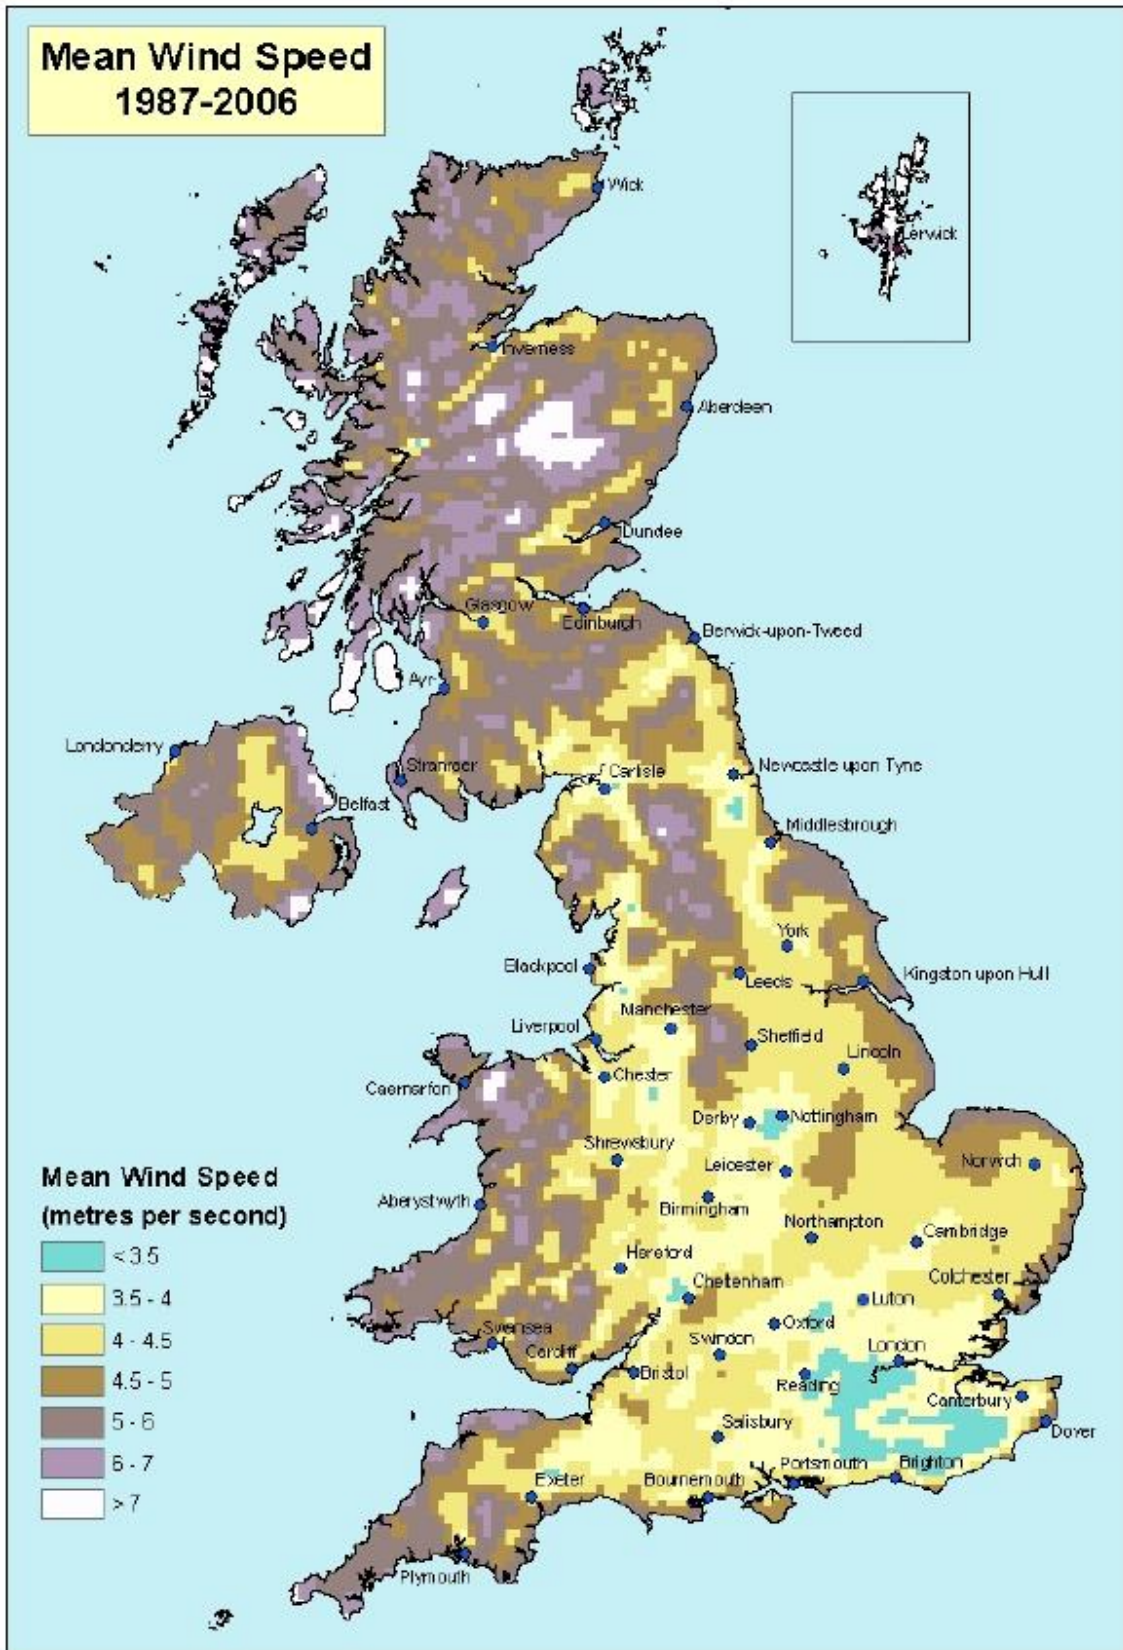 Mean Wind Speed
1987-2006
Wick
Lerwick
Inverness
Aberdeen
Dundee
Glasgow
Edinburgh
Berwick-upon-Tweed
Ayr
Londonderry
Stranraer
Carlisle
Newcastle upon Tyne
Belfast
Middlesbrough
York
Blackpool
Leeds
Kingston upon Hull
Manchester
Liverpool
Sheffield
Lincoln
Chester
Caernarfon
Derby
Nottingham
Shrewsbury
Leicester
Norwich
Mean Wind Speed
(metres per second)
Aberystwyth
Birmingham
Northampton
Cambridge
< 3.5
Hereford
Cheltenham
Colchester
3.5 - 4
Luton
4 - 4.5
Swansea
Oxford
Cardiff
Swindon
London
4.5 - 5
Bristol
Reading
Canterbury
5 - 6
Salisbury
Dover
6 - 7
Exeter
Bournemouth
Portsmouth
Brighton
> 7
Plymouth